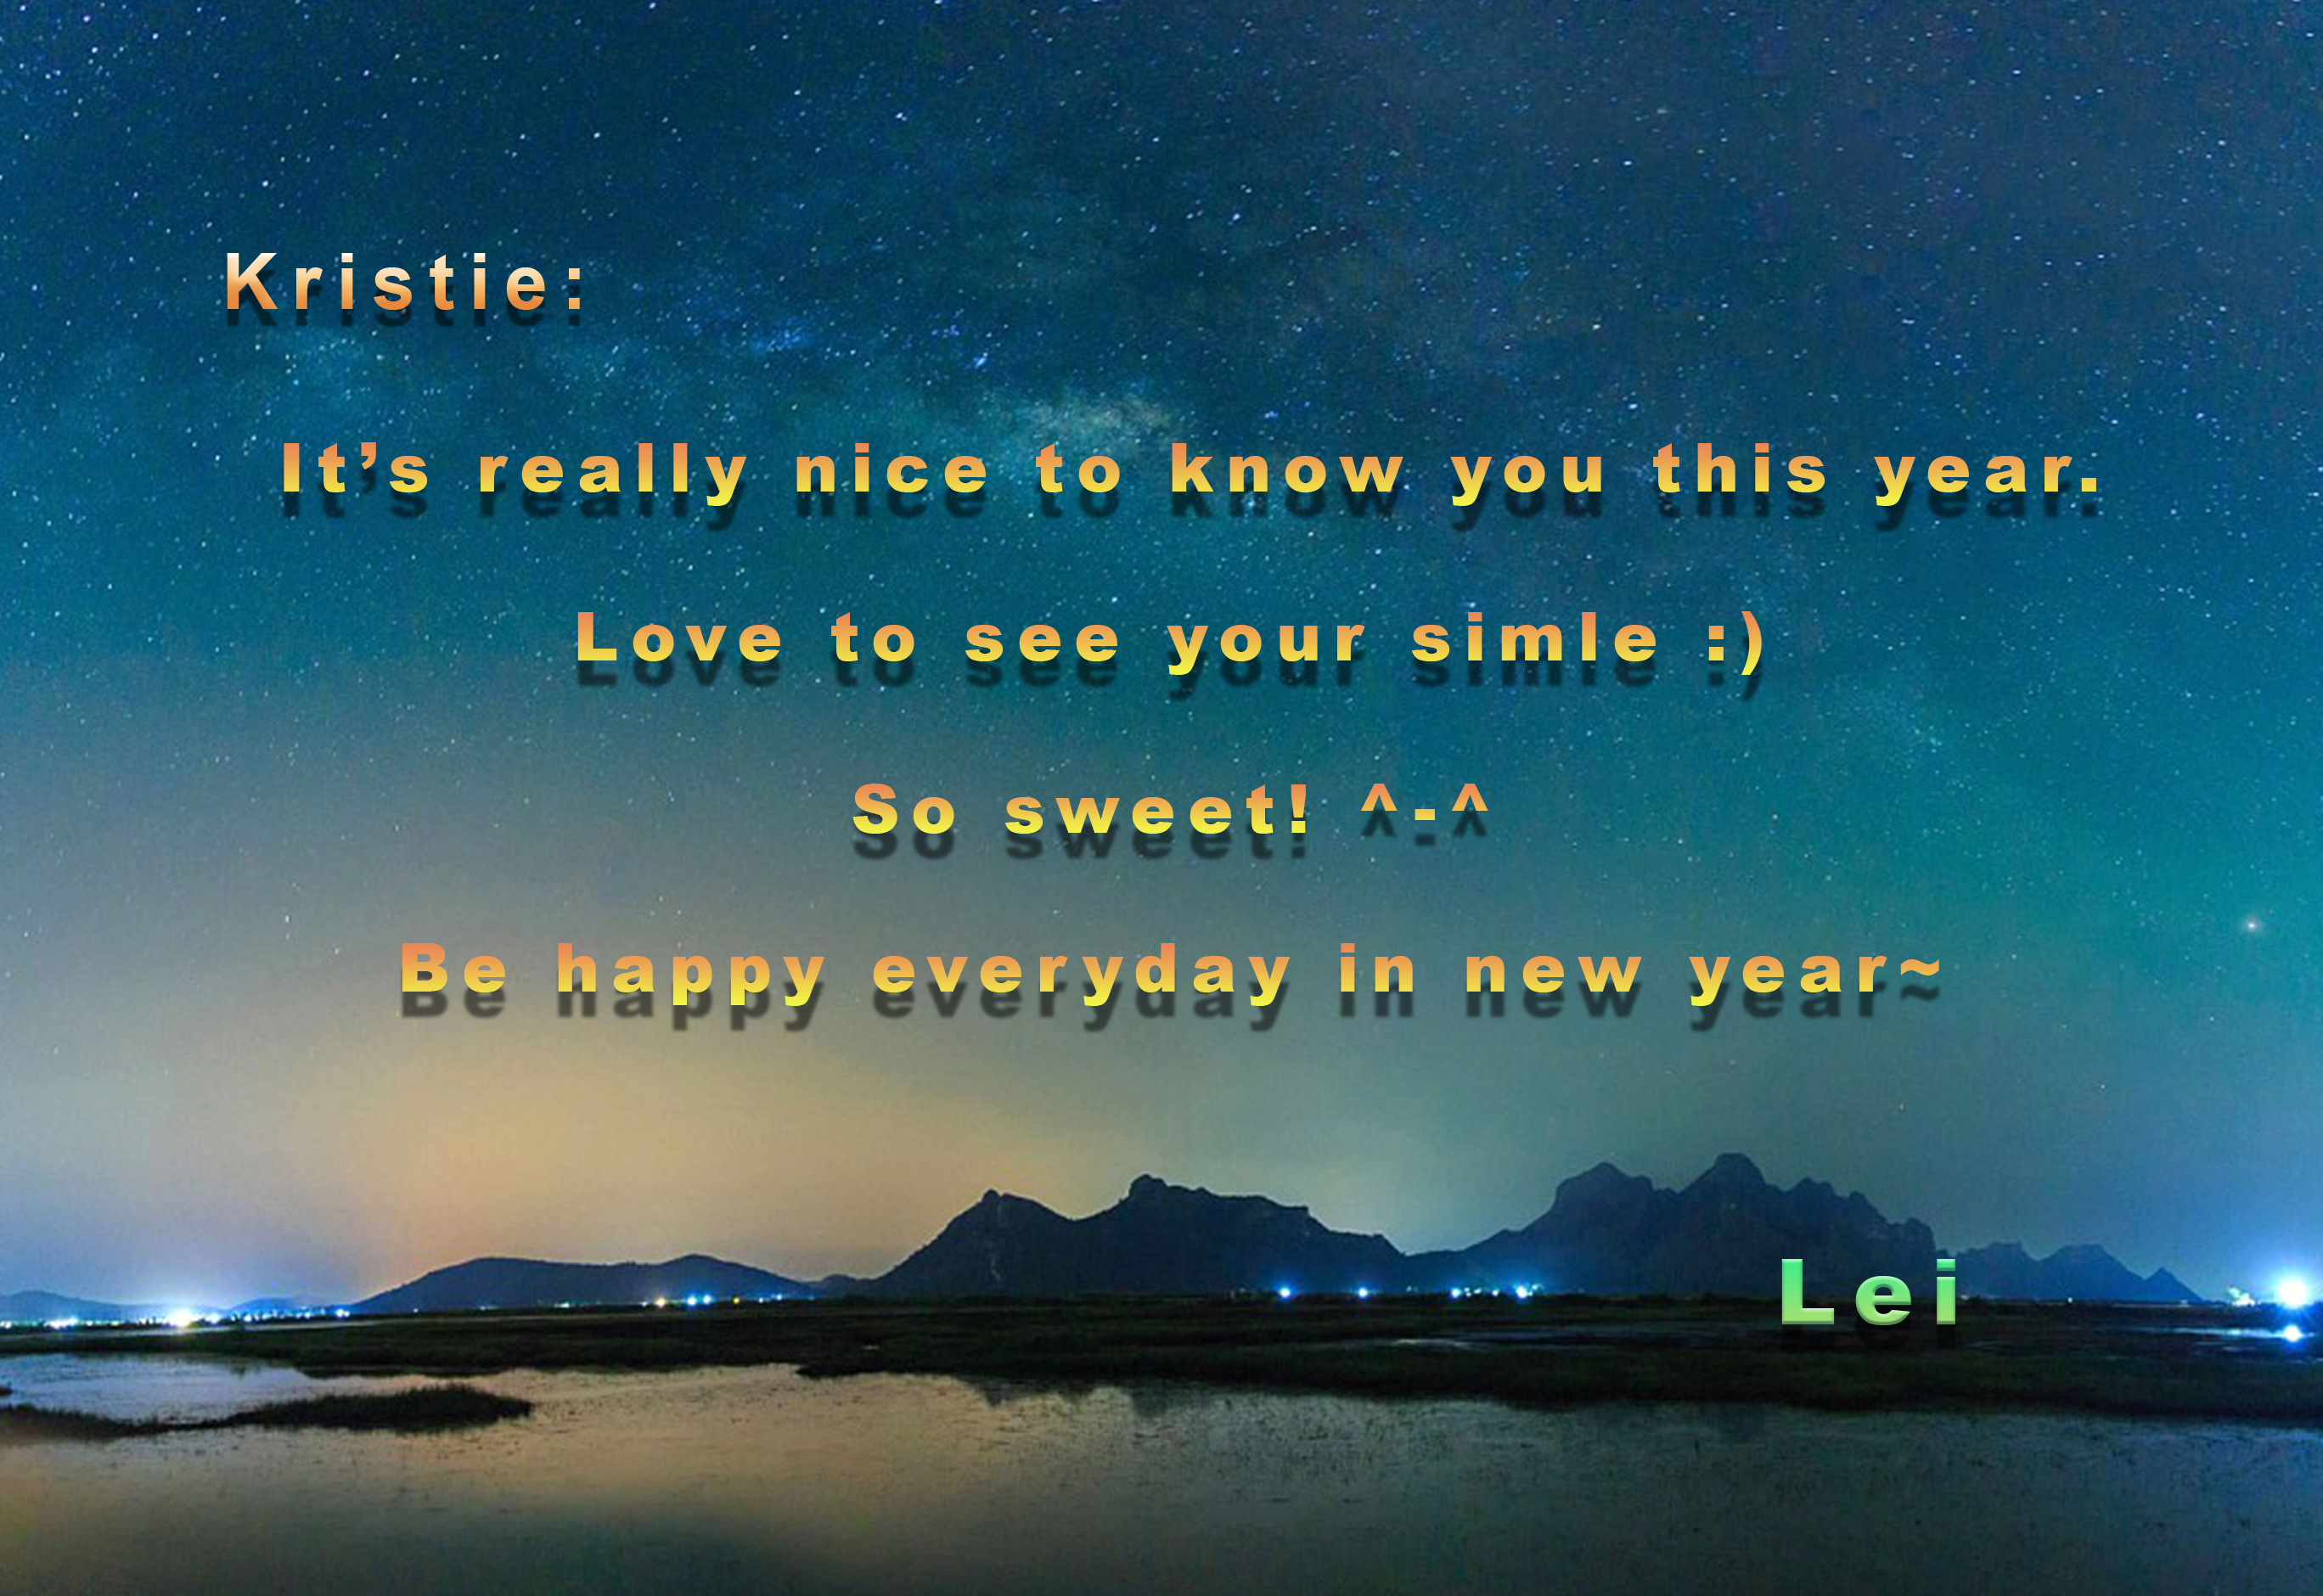 Kristie:
It’s really nice to know you this year.
Love to see your simle :)
So sweet! ^-^
Be happy everyday in new year~
Lei